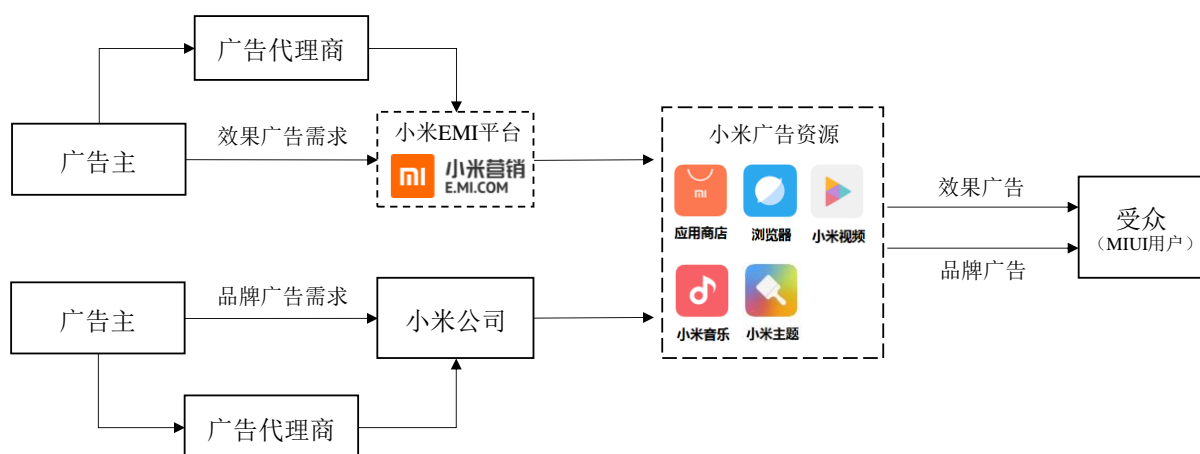 广告代理商
广告主
效果广告需求
小米EMI平台
mi
小米营销
E.MI.COM
小米广告资源
mi
应用商店
浏览器
小米视频
小米音乐
小米主题
效果广告
品牌广告
受众
（MIUI用户）
广告主
品牌广告需求
小米公司
广告代理商